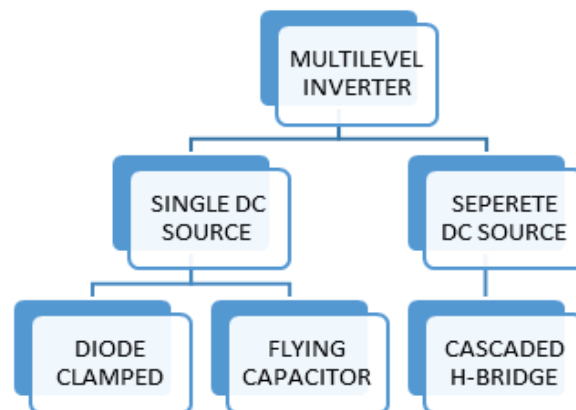 MULTILEVEL
INVERTER
SINGLE DC
SOURCE
SEPERETE
DC SOURCE
DIODE
CLAMPED
FLYING
CAPACITOR
CASCADED
H-BRIDGE